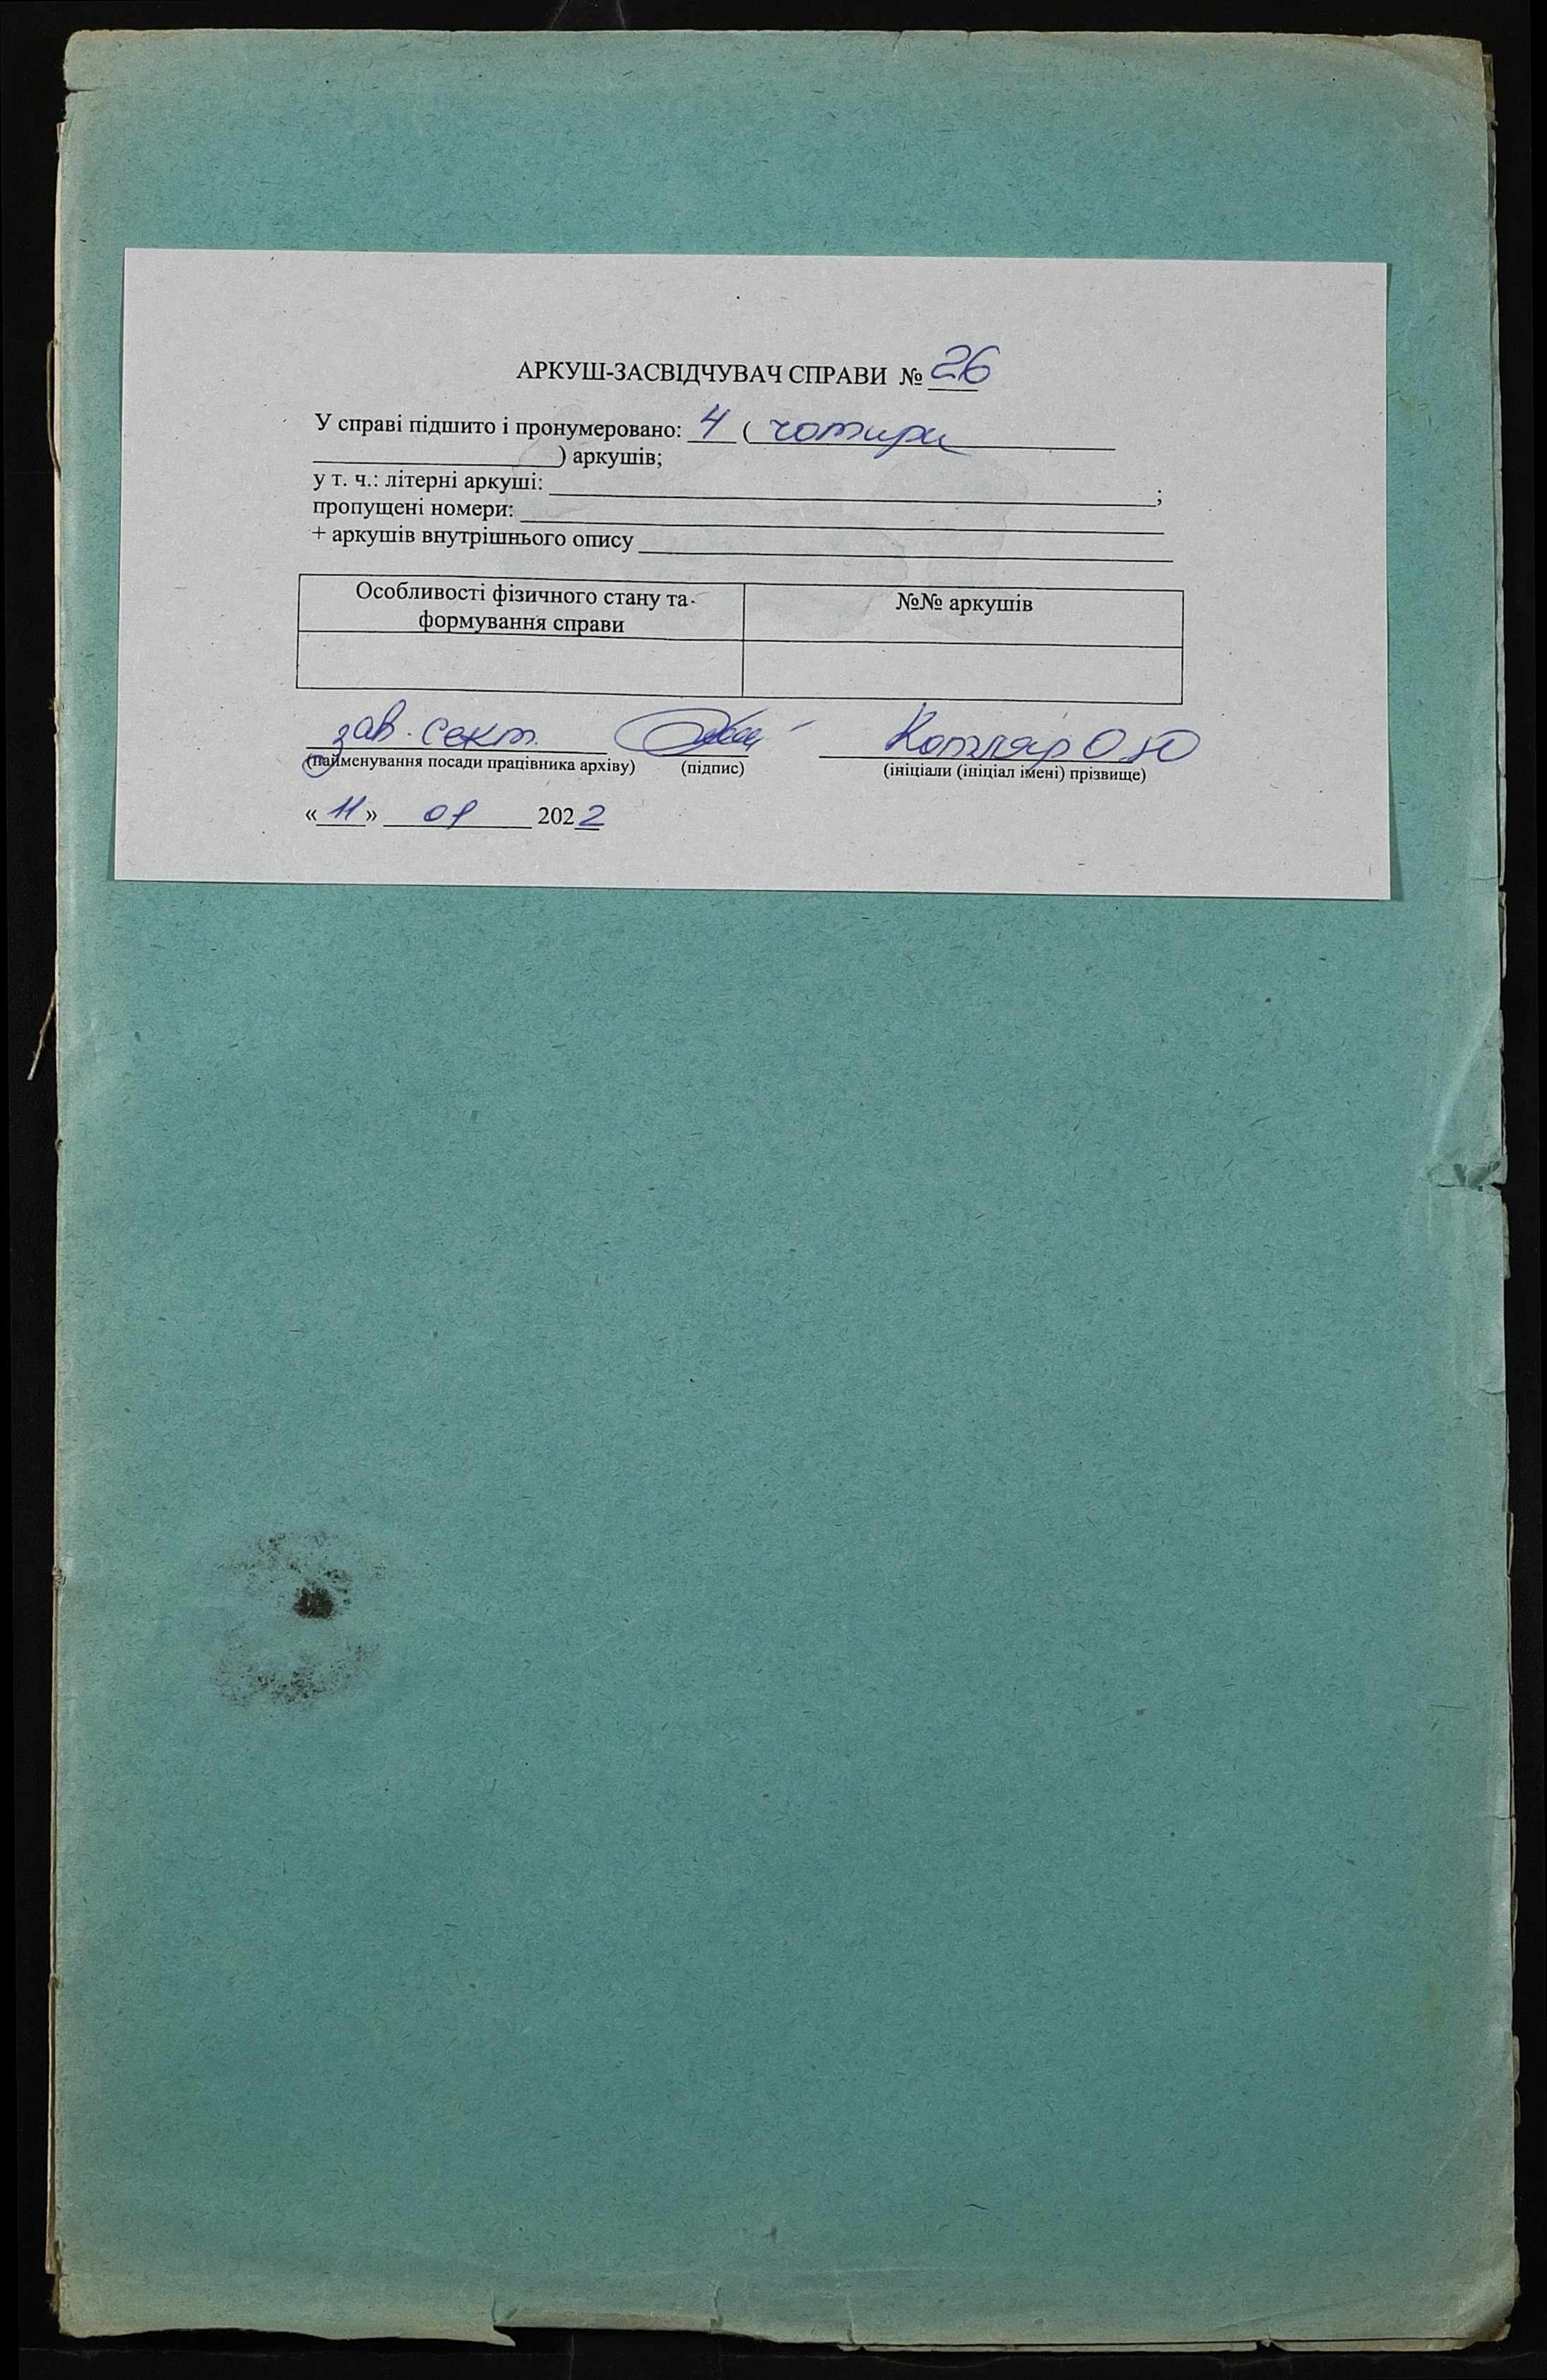 АРКУШ-ЗАСВІДЧУВАЧ СПРАВИ № 26
У справі підшито і пронумеровано: 4 ( чотири
) аркушів;
у т. ч.: літерні аркуші: ;
пропущені номери:
+ аркушів внутрішнього опису
Особливості фізичного стану та №№ аркушів
формування справи
зав. сект. Котляр О Ю
(найменування посади працівника архіву) (підпис) (ініціали (ініціал імені) прізвище)
« 11 » 01 2022